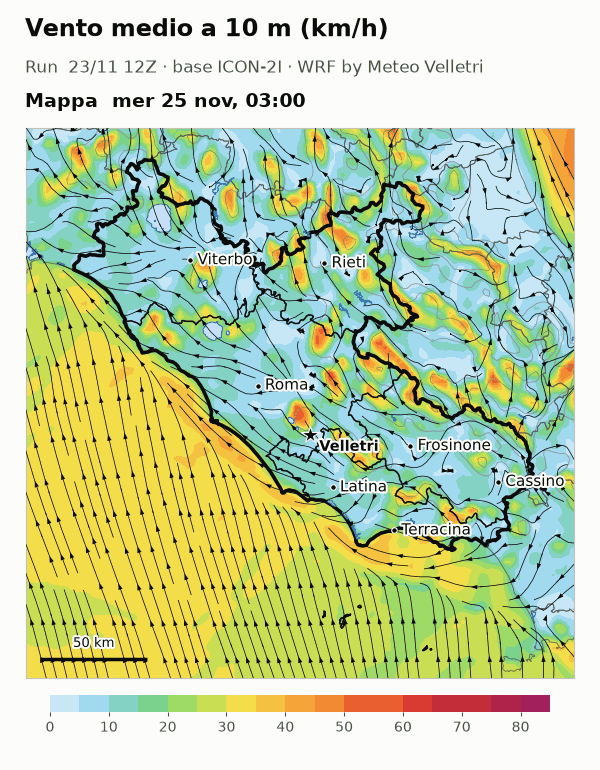 Vento medio a 10 m (km/h)
Run 23/11 12Z · base ICON-2I · WRF by Meteo Velletri
Mappa mer 25 nov, 03:00
Viterbo
Rieti
Roma
Velletri
Frosinone
Cassino
Latina
Terracina
50 km
0 10 20 30 40 50 60 70 80